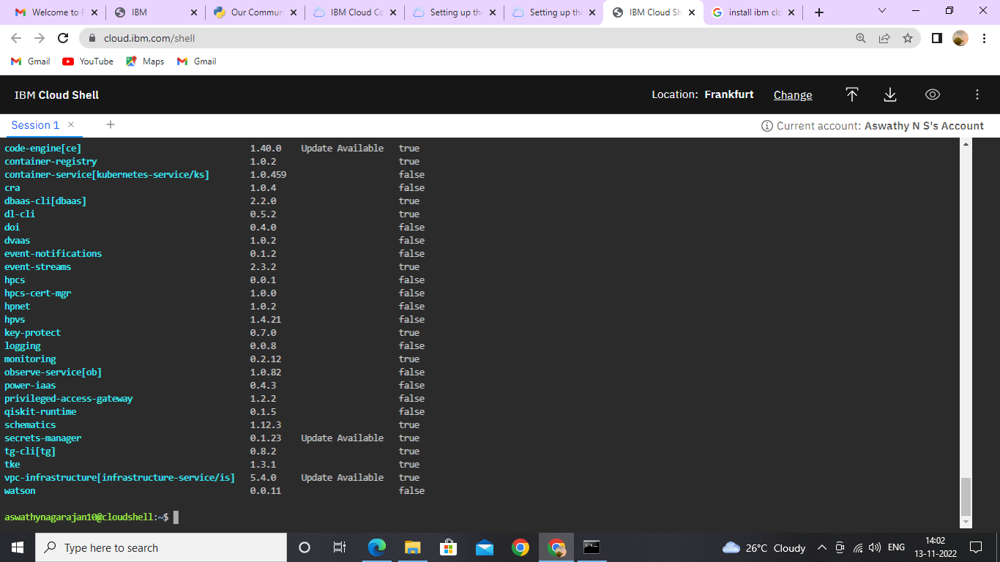 Welcome to P
IBM
Our Commun
IBM Cloud Co
Setting up the
Setting up the
IBM Cloud Sh
install ibm clo
cloud.ibm.com/shell
Gmail YouTube Maps Gmail
IBM Cloud Shell
Location: Frankfurt Change
Session 1
Current account: Aswathy N S's Account
code-engine[ce] 1.40.0 Update Available true
container-registry 1.0.2 true
container-service[kubernetes-service/ks] 1.0.459 false
cra 1.0.4 false
dbaas-cli[dbaas] 2.2.0 true
dl-cli 0.5.2 true
doi 0.4.0 false
dvaas 1.0.2 false
event-notifications 0.1.2 false
event-streams 2.3.2 true
hpcs 0.0.1 false
hpcs-cert-mgr 1.0.0 false
hpnet 1.0.2 false
hpvs 1.4.21 false
key-protect 0.7.0 true
logging 0.0.8 false
monitoring 0.2.12 true
observe-service[ob] 1.0.82 false
power-iaas 0.4.3 false
privileged-access-gateway 1.2.2 false
qiskit-runtime 0.1.5 false
schematics 1.12.3 true
secrets-manager 0.1.23 Update Available true
tg-cli[tg] 0.8.2 true
tke 1.3.1 true
vpc-infrastructure[infrastructure-service/is] 5.4.0 Update Available true
watson 0.0.11 false
aswathynagarajan10@cloudshell:~$
Type here to search
26°C Cloudy
ENG
14:02
13-11-2022